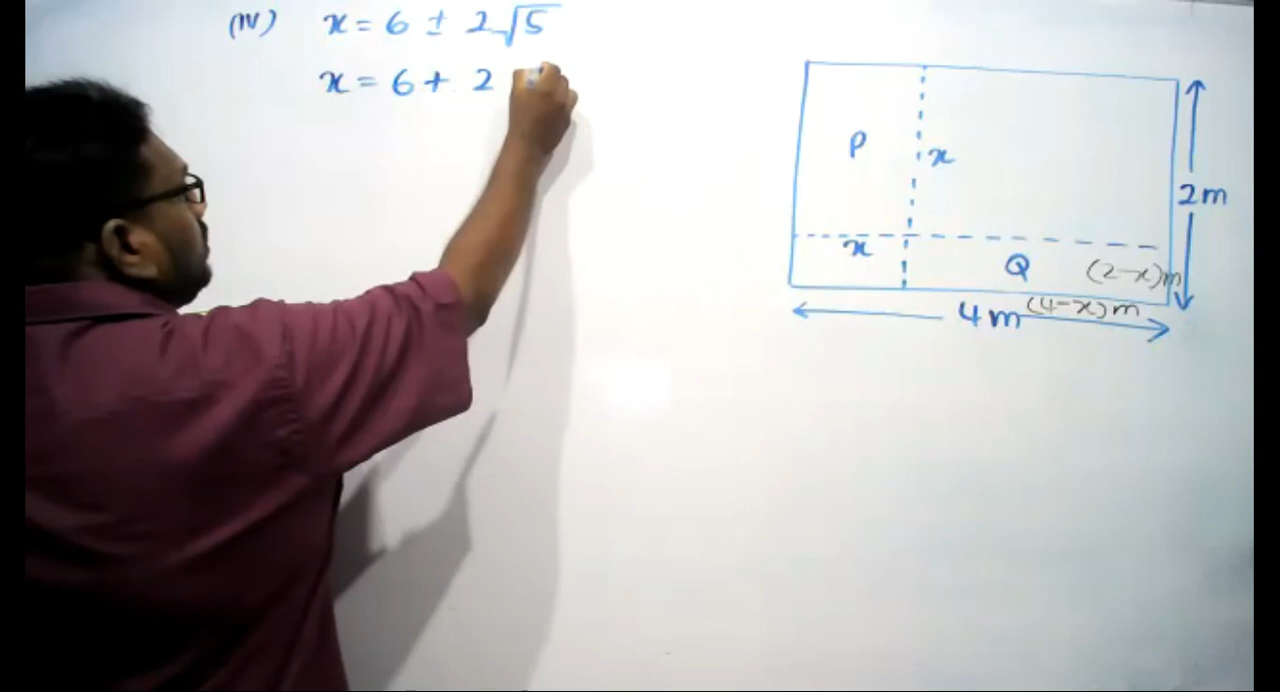 (IV) x = 6 ± 2√5
x = 6 + 2
P
x
2m
x
Q
(2-x)m
4m
(4-x)m